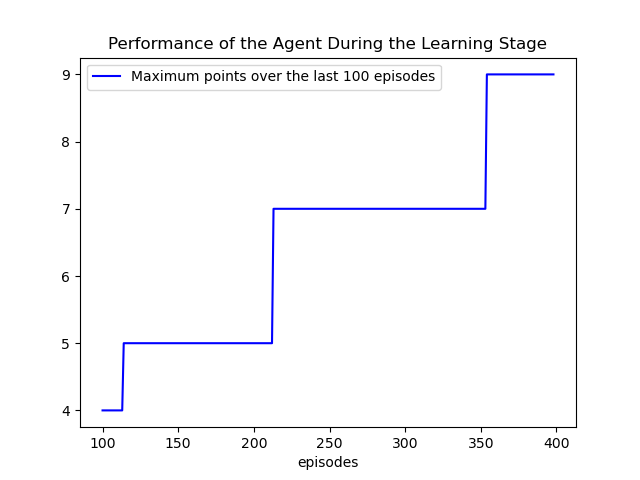 Performance of the Agent During the Learning Stage
Maximum points over the last 100 episodes
9
8
7
6
5
4
100 150 200 250 300 350 400
episodes